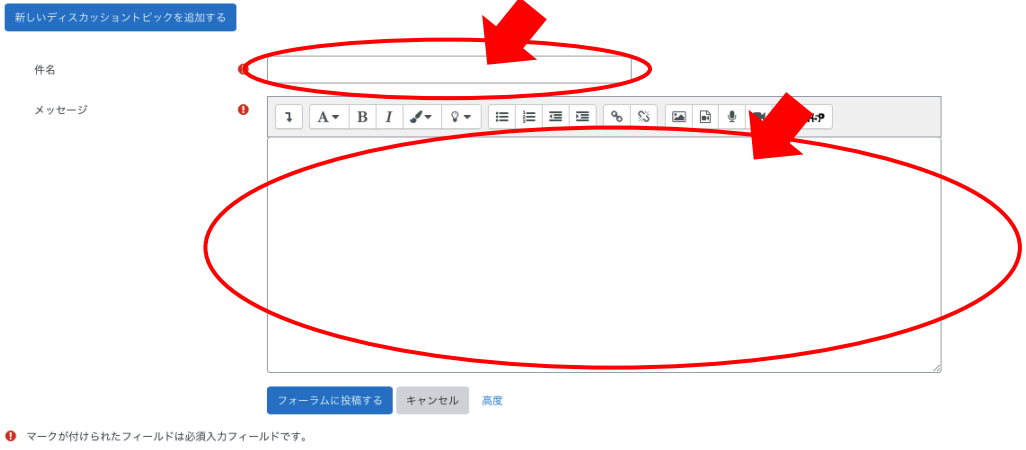 新しいディスカッショントピックを追加する
件名
メッセージ
A B I
H-P
フォーラムに投稿する キャンセル 高度
マークが付けられたフィールドは必須入力フィールドです。